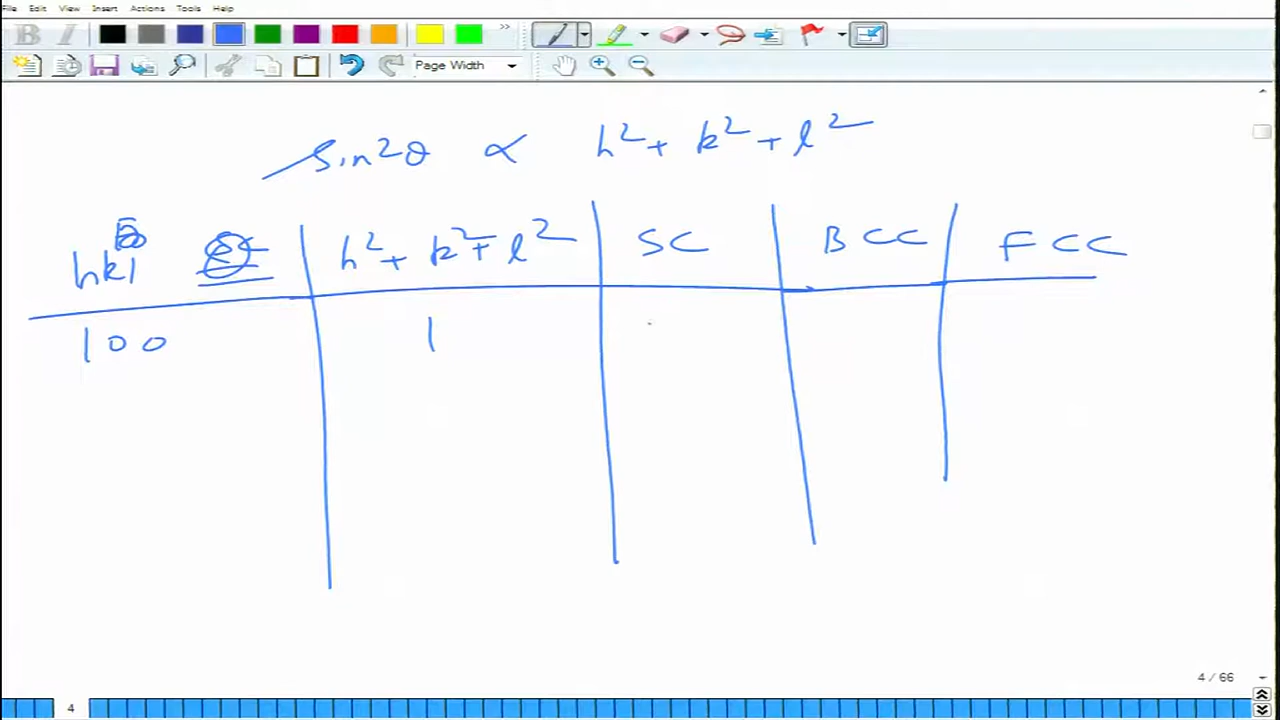 File Edit View Insert Actions Tools Help
B I
Page Width
sin²θ ∝ h² + k² + l²
hkl h² + k² + l² SC BCC FCC
100 1
4 / 66
4